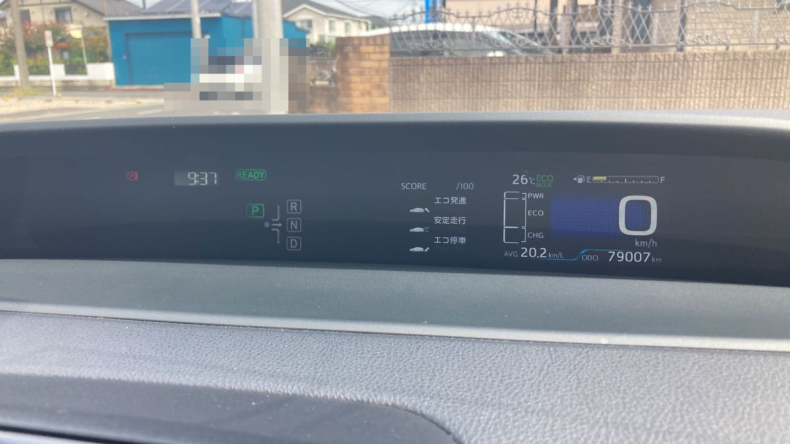 9:37
READY
P
R
N
D
SCORE /100
エコ発進
安定走行
エコ停車
26℃ ECO MODE
E F
PWR
ECO
CHG
0
km/h
AVG 20.2 km/L
ODO 79007 km